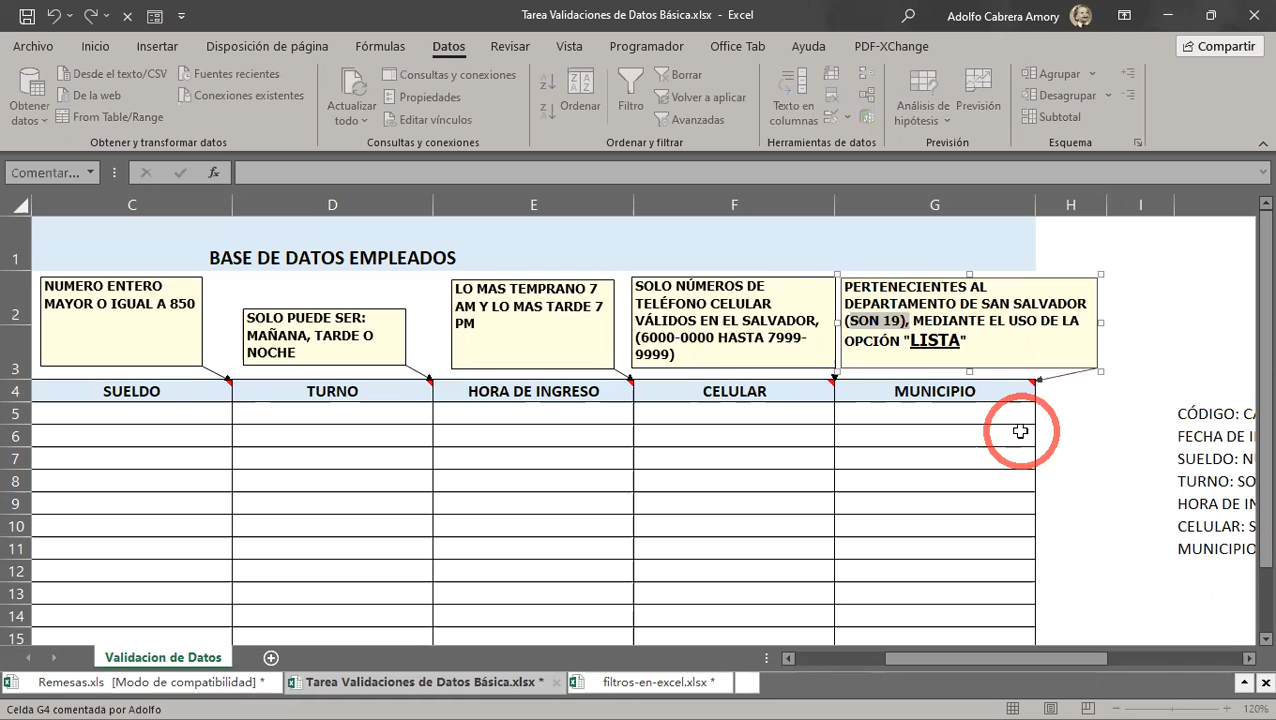 Tarea Validaciones de Datos Básica.xlsx - Excel
Adolfo Cabrera Amory
Archivo Inicio Insertar Disposición de página Fórmulas Datos Revisar Vista Programador Office Tab Ayuda PDF-XChange Compartir
Obtener datos
Desde el texto/CSV
De la web
From Table/Range
Fuentes recientes
Conexiones existentes
Obtener y transformar datos
Actualizar todo
Consultas y conexiones
Propiedades
Editar vínculos
Consultas y conexiones
Ordenar
Filtro
Borrar
Volver a aplicar
Avanzadas
Ordenar y filtrar
Texto en columnas
Herramientas de datos
Análisis de hipótesis
Previsión
Previsión
Agrupar
Desagrupar
Subtotal
Esquema
Comentar...
fx
C D E F G H I
1
BASE DE DATOS EMPLEADOS
2
3
NUMERO ENTERO
MAYOR O IGUAL A 850
SOLO PUEDE SER:
MAÑANA, TARDE O
NOCHE
LO MAS TEMPRANO 7
AM Y LO MAS TARDE 7
PM
SOLO NÚMEROS DE
TELÉFONO CELULAR
VÁLIDOS EN EL SALVADOR,
(6000-0000 HASTA 7999-
9999)
PERTENECIENTES AL
DEPARTAMENTO DE SAN SALVADOR
(SON 19), MEDIANTE EL USO DE LA
OPCIÓN "LISTA"
4 SUELDO TURNO HORA DE INGRESO CELULAR MUNICIPIO
5 CÓDIGO: CA
6 FECHA DE I
7 SUELDO: N
8 TURNO: SO
9 HORA DE IN
10 CELULAR: S
11 MUNICIPIO
12
13
14
15
Validacion de Datos
Remesas.xls [Modo de compatibilidad] *
Tarea Validaciones de Datos Básica.xlsx *
filtros-en-excel.xlsx *
Celda G4 comentada por Adolfo
120%